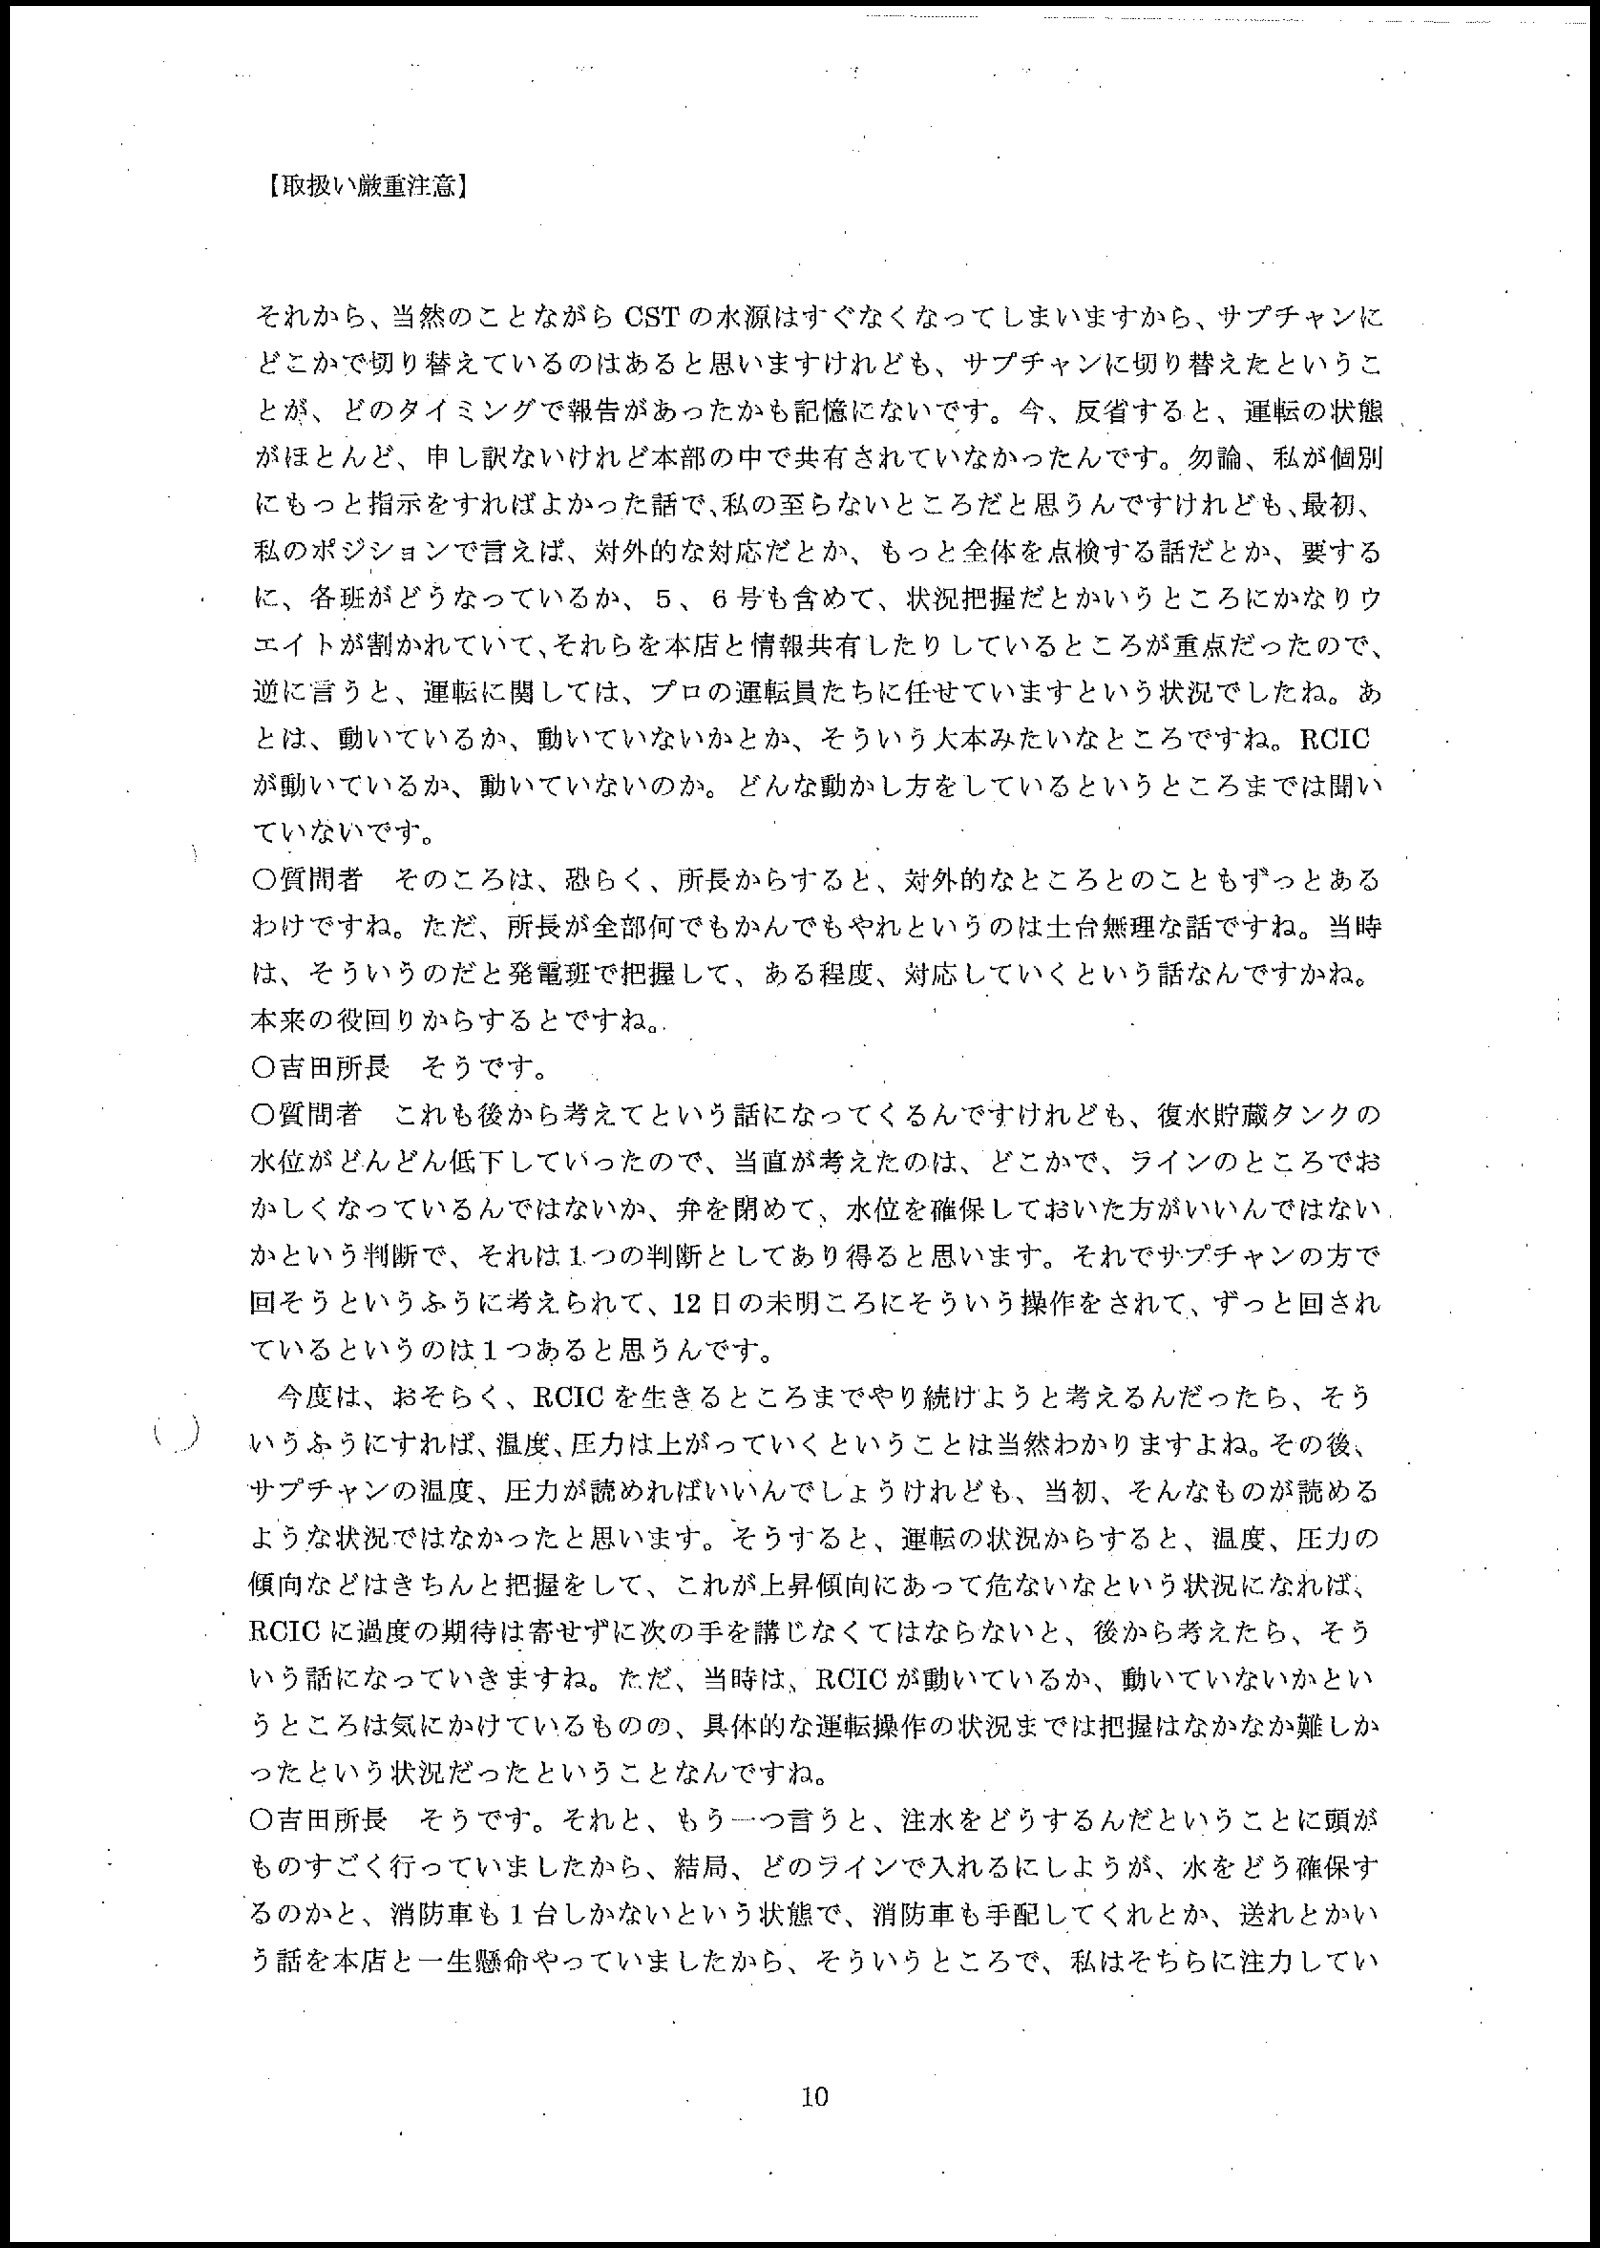 【取扱い厳重注意】
それから、当然のことながら CST の水源はすぐなくなってしまいますから、サプチャンに
どこかで切り替えているのはあると思いますけれども、サプチャンに切り替えたというこ
とが、どのタイミングで報告があったかも記憶にないです。今、反省すると、運転の状態
がほとんど、申し訳ないけれど本部の中で共有されていなかったんです。勿論、私が個別
にもっと指示をすればよかった話で、私の至らないところだと思うんですけれども、最初、
私のポジションで言えば、対外的な対応だとか、もっと全体を点検する話だとか、要する
に、各班がどうなっているか、５、６号も含めて、状況把握だとかいうところにかなりウ
エイトが割かれていて、それらを本店と情報共有したりしているところが重点だったので、
逆に言うと、運転に関しては、プロの運転員たちに任せていますという状況でしたね。あ
とは、動いているか、動いていないかとか、そういう大本みたいなところですね。RCIC
が動いているか、動いていないのか。どんな動かし方をしているというところまでは聞い
ていないです。
○質問者　そのころは、恐らく、所長からすると、対外的なところとのこともずっとある
わけですね。ただ、所長が全部何でもかんでもやれというのは土台無理な話ですね。当時
は、そういうのだと発電班で把握して、ある程度、対応していくという話なんですかね。
本来の役回りからするとですね。
○吉田所長　そうです。
○質問者　これも後から考えてという話になってくるんですけれども、復水貯蔵タンクの
水位がどんどん低下していったので、当直が考えたのは、どこかで、ラインのところでお
かしくなっているんではないか、弁を閉めて、水位を確保しておいた方がいいんではない
かという判断で、それは１つの判断としてあり得ると思います。それでサプチャンの方で
回そうというふうに考えられて、12 日の未明ころにそういう操作をされて、ずっと回され
ているというのは１つあると思うんです。
　今度は、おそらく、RCIC を生きるところまでやり続けようと考えるんだったら、そう
いうふうにすれば、温度、圧力は上がっていくということは当然わかりますよね。その後、
サプチャンの温度、圧力が読めればいいんでしょうけれども、当初、そんなものが読める
ような状況ではなかったと思います。そうすると、運転の状況からすると、温度、圧力の
傾向などはきちんと把握をして、これが上昇傾向にあって危ないなという状況になれば、
RCIC に過度の期待は寄せずに次の手を講じなくてはならないと、後から考えたら、そう
いう話になっていきますね。ただ、当時は、RCIC が動いているか、動いていないかとい
うところは気にかけているものの、具体的な運転操作の状況までは把握はなかなか難しか
ったという状況だったということなんですね。
○吉田所長　そうです。それと、もう一つ言うと、注水をどうするんだということに頭が
ものすごく行っていましたから、結局、どのラインで入れるにしようが、水をどう確保す
るのかと、消防車も１台しかないという状態で、消防車も手配してくれとか、送れとかい
う話を本店と一生懸命やっていましたから、そういうところで、私はそちらに注力してい
10